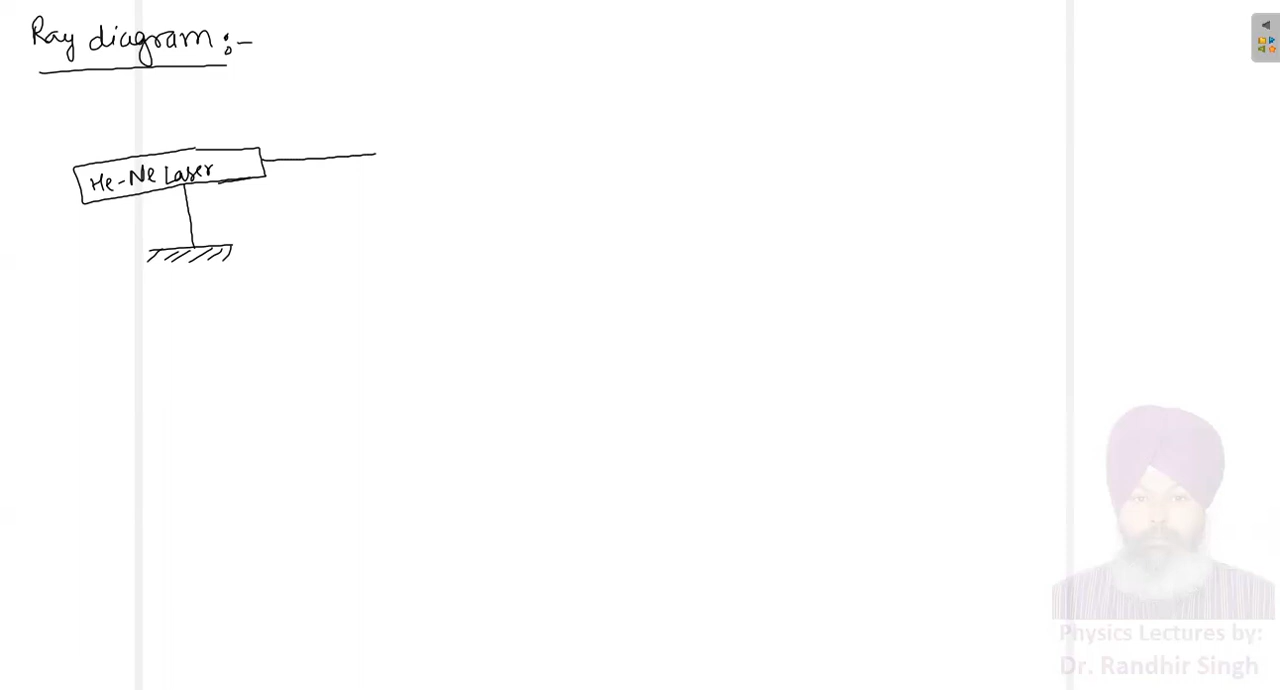 Ray diagram :-
He-Ne Laser
Physics Lectures by:
Dr. Randhir Singh